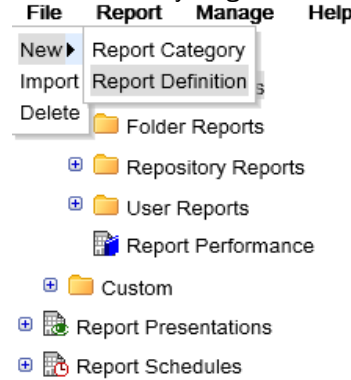 File Report Manage Help
New Report Category
Import Report Definition
Delete
Folder Reports
Repository Reports
User Reports
Report Performance
Custom
Report Presentations
Report Schedules